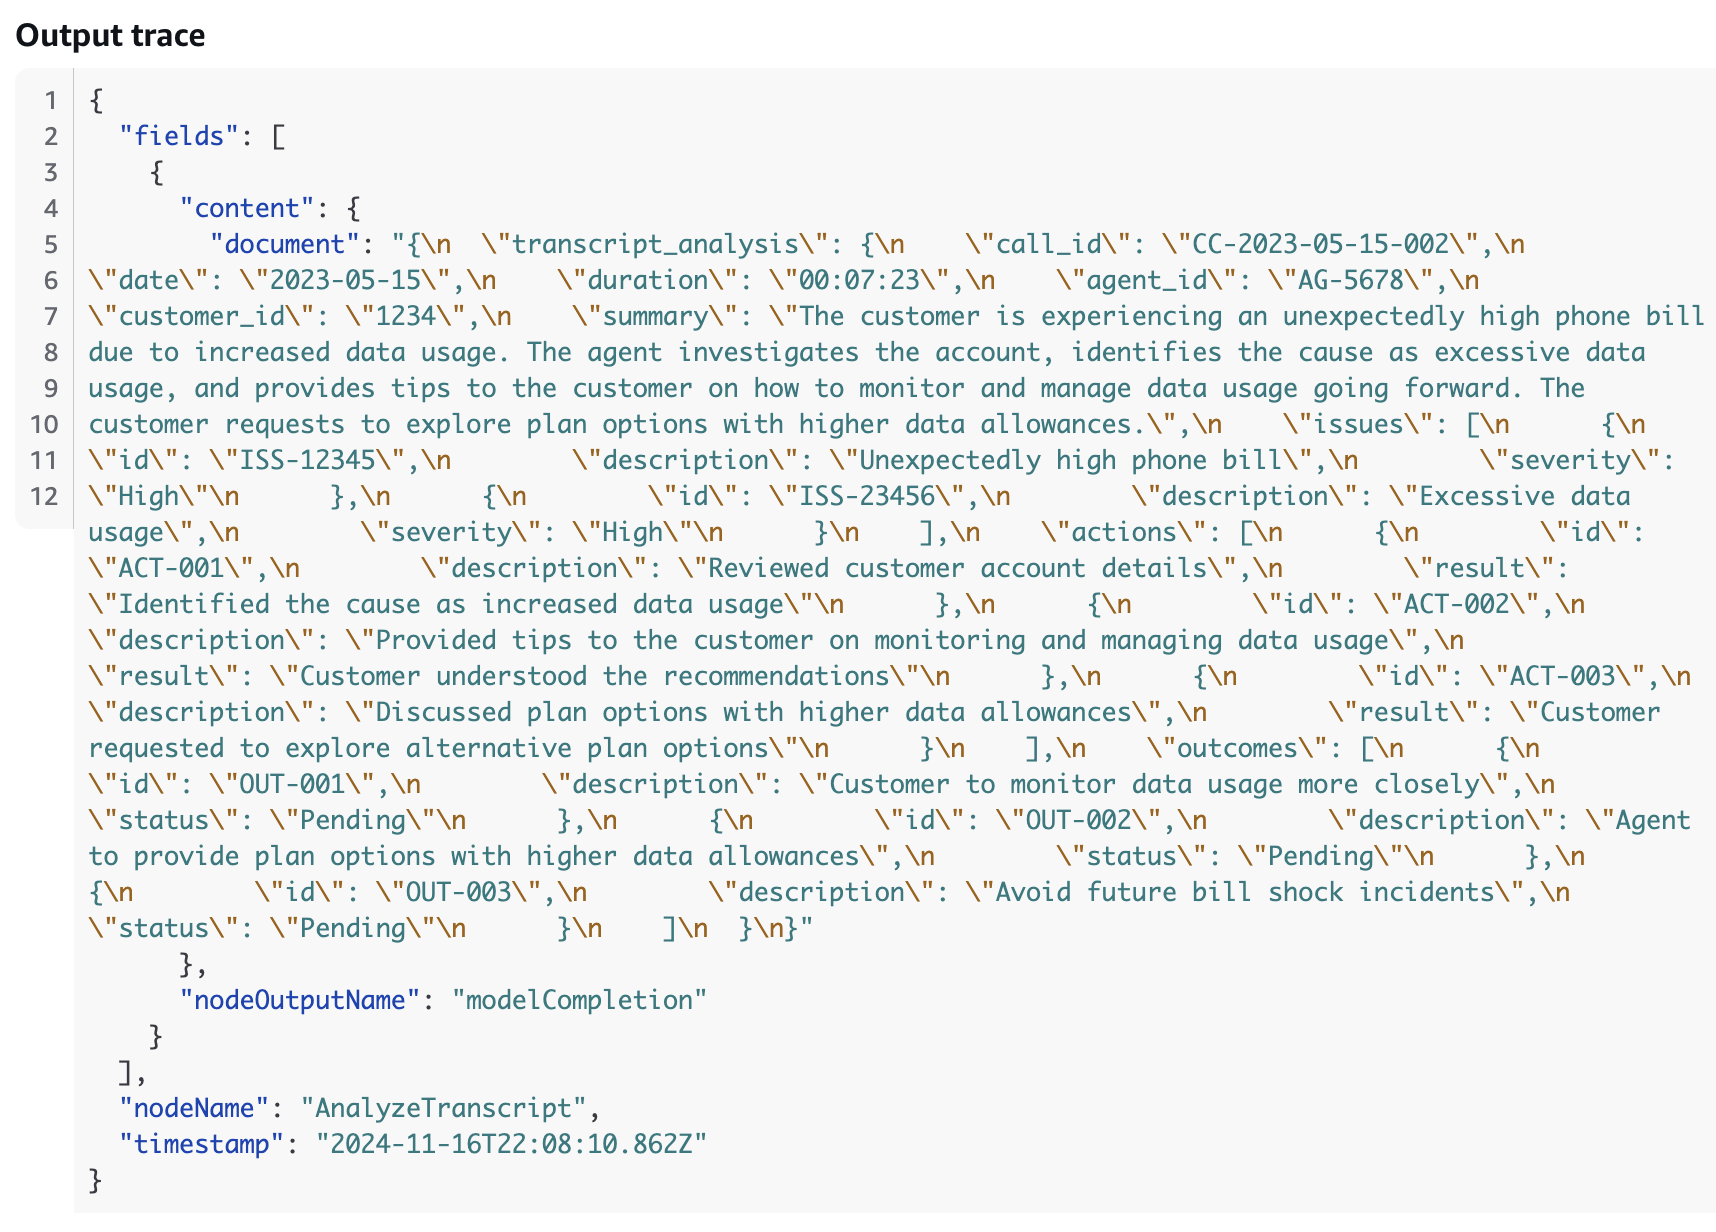 Output trace
1 {
2   "fields": [
3     {
4       "content": {
5         "document": "{\n  \"transcript_analysis\": {\n    \"call_id\": \"CC-2023-05-15-002\",\n
6 \"date\": \"2023-05-15\",\n    \"duration\": \"00:07:23\",\n    \"agent_id\": \"AG-5678\",\n
7 \"customer_id\": \"1234\",\n    \"summary\": \"The customer is experiencing an unexpectedly high phone bill
8 due to increased data usage. The agent investigates the account, identifies the cause as excessive data
9 usage, and provides tips to the customer on how to monitor and manage data usage going forward. The
10 customer requests to explore plan options with higher data allowances.\",\n    \"issues\": [\n      {\n
11 \"id\": \"ISS-12345\",\n        \"description\": \"Unexpectedly high phone bill\",\n        \"severity\":
12 \"High\"\n      },\n      {\n        \"id\": \"ISS-23456\",\n        \"description\": \"Excessive data
usage\",\n        \"severity\": \"High\"\n      }\n    ],\n    \"actions\": [\n      {\n        \"id\":
\"ACT-001\",\n        \"description\": \"Reviewed customer account details\",\n        \"result\":
\"Identified the cause as increased data usage\"\n      },\n      {\n        \"id\": \"ACT-002\",\n
\"description\": \"Provided tips to the customer on monitoring and managing data usage\",\n
\"result\": \"Customer understood the recommendations\"\n      },\n      {\n        \"id\": \"ACT-003\",\n
\"description\": \"Discussed plan options with higher data allowances\",\n        \"result\": \"Customer
requested to explore alternative plan options\"\n      }\n    ],\n    \"outcomes\": [\n      {\n
\"id\": \"OUT-001\",\n        \"description\": \"Customer to monitor data usage more closely\",\n
\"status\": \"Pending\"\n      },\n      {\n        \"id\": \"OUT-002\",\n        \"description\": \"Agent
to provide plan options with higher data allowances\",\n        \"status\": \"Pending\"\n      },\n
{\n        \"id\": \"OUT-003\",\n        \"description\": \"Avoid future bill shock incidents\",\n
\"status\": \"Pending\"\n      }\n    ]\n  }\n}"
      },
      "nodeOutputName": "modelCompletion"
    }
  ],
  "nodeName": "AnalyzeTranscript",
  "timestamp": "2024-11-16T22:08:10.862Z"
}